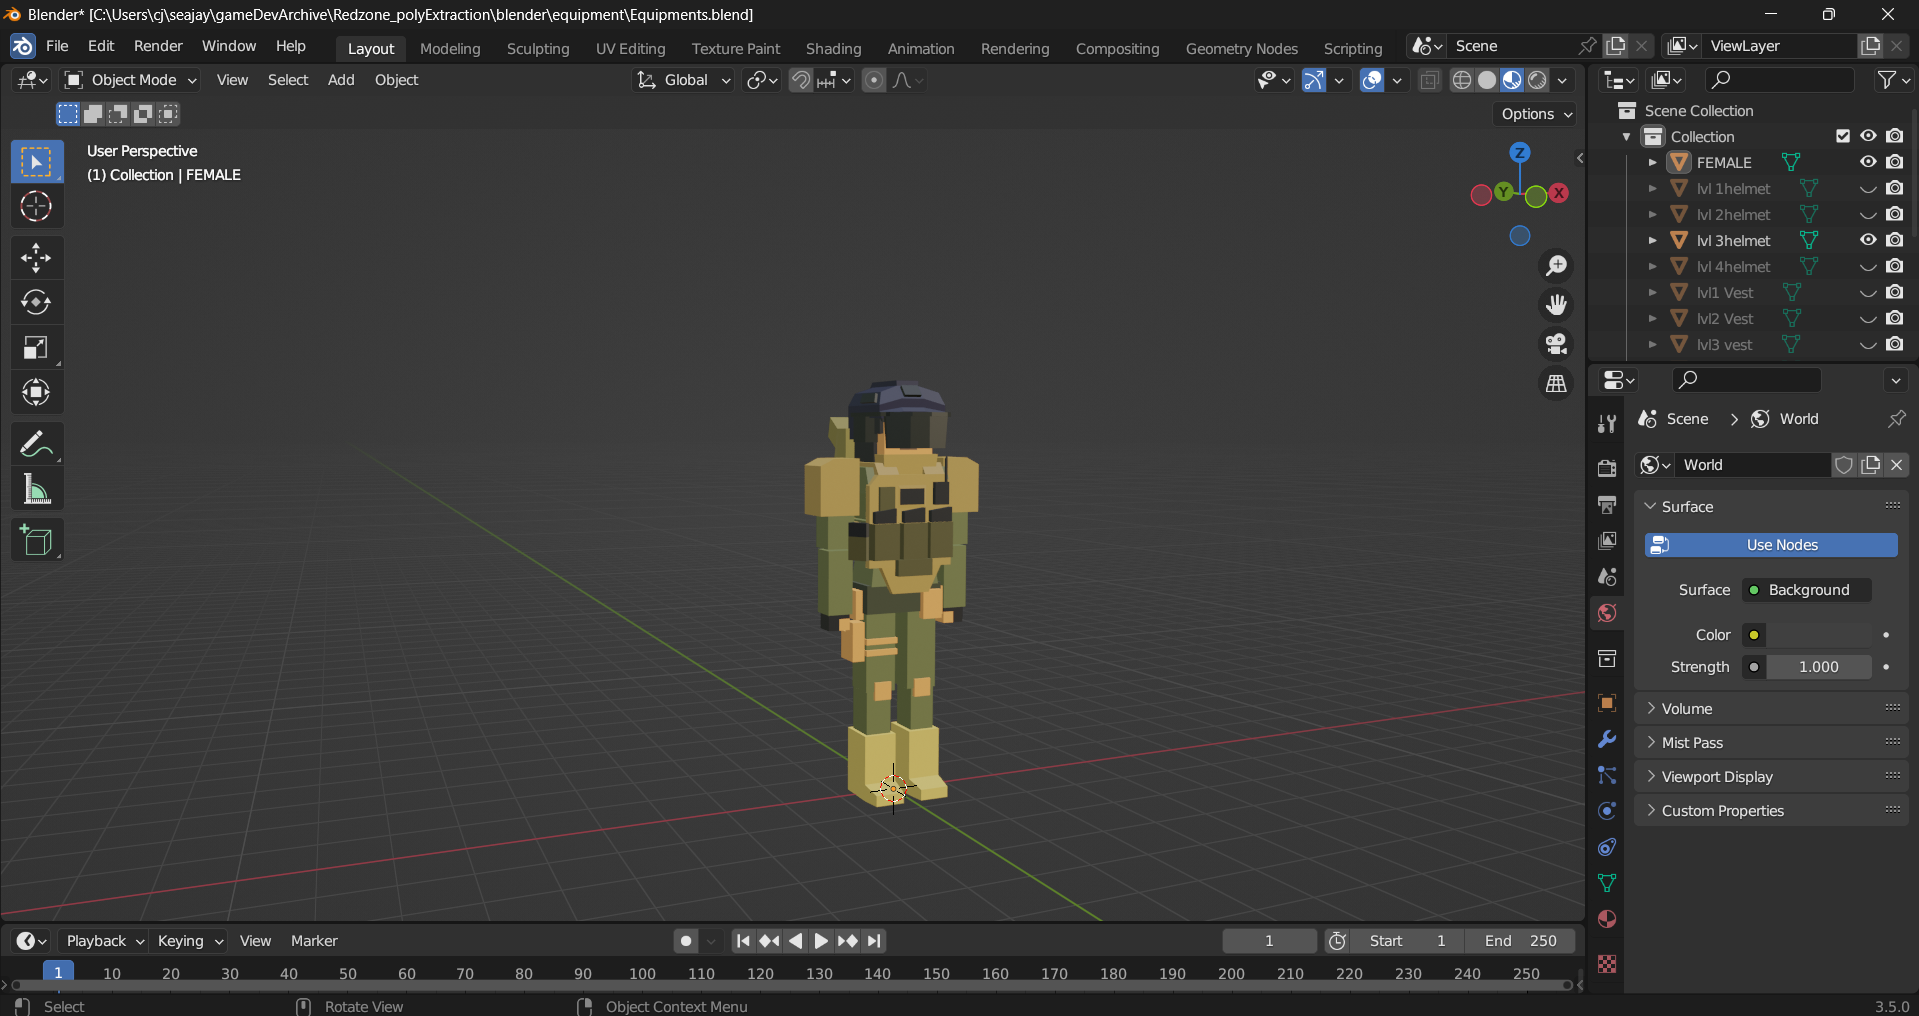 Blender* [C:\Users\cj\seajay\gameDevArchive\Redzone_polyExtraction\blender\equipment\Equipments.blend]
File Edit Render Window Help Layout Modeling Sculpting UV Editing Texture Paint Shading Animation Rendering Compositing Geometry Nodes Scripting Scene ViewLayer
Object Mode View Select Add Object Global
Options
User Perspective
(1) Collection | FEMALE
Z
Y
X
Scene Collection
Collection
FEMALE
lvl 1helmet
lvl 2helmet
lvl 3helmet
lvl 4helmet
lvl1 Vest
lvl2 Vest
lvl3 vest
Scene > World
World
Surface
Use Nodes
Surface Background
Color
Strength 1.000
Volume
Mist Pass
Viewport Display
Custom Properties
Playback Keying View Marker 1 Start 1 End 250
1 10 20 30 40 50 60 70 80 90 100 110 120 130 140 150 160 170 180 190 200 210 220 230 240 250
Select Rotate View Object Context Menu 3.5.0